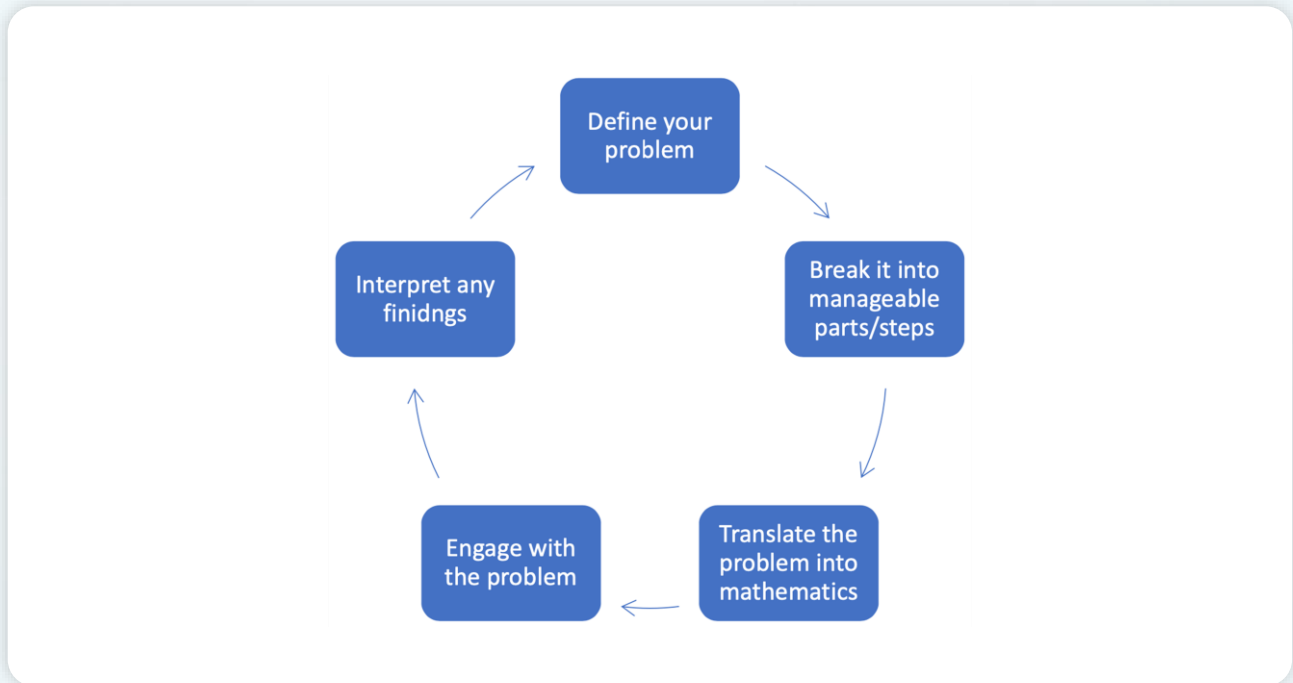 Define your
problem
Break it into
manageable
parts/steps
Translate the
problem into
mathematics
Engage with
the problem
Interpret any
finidngs